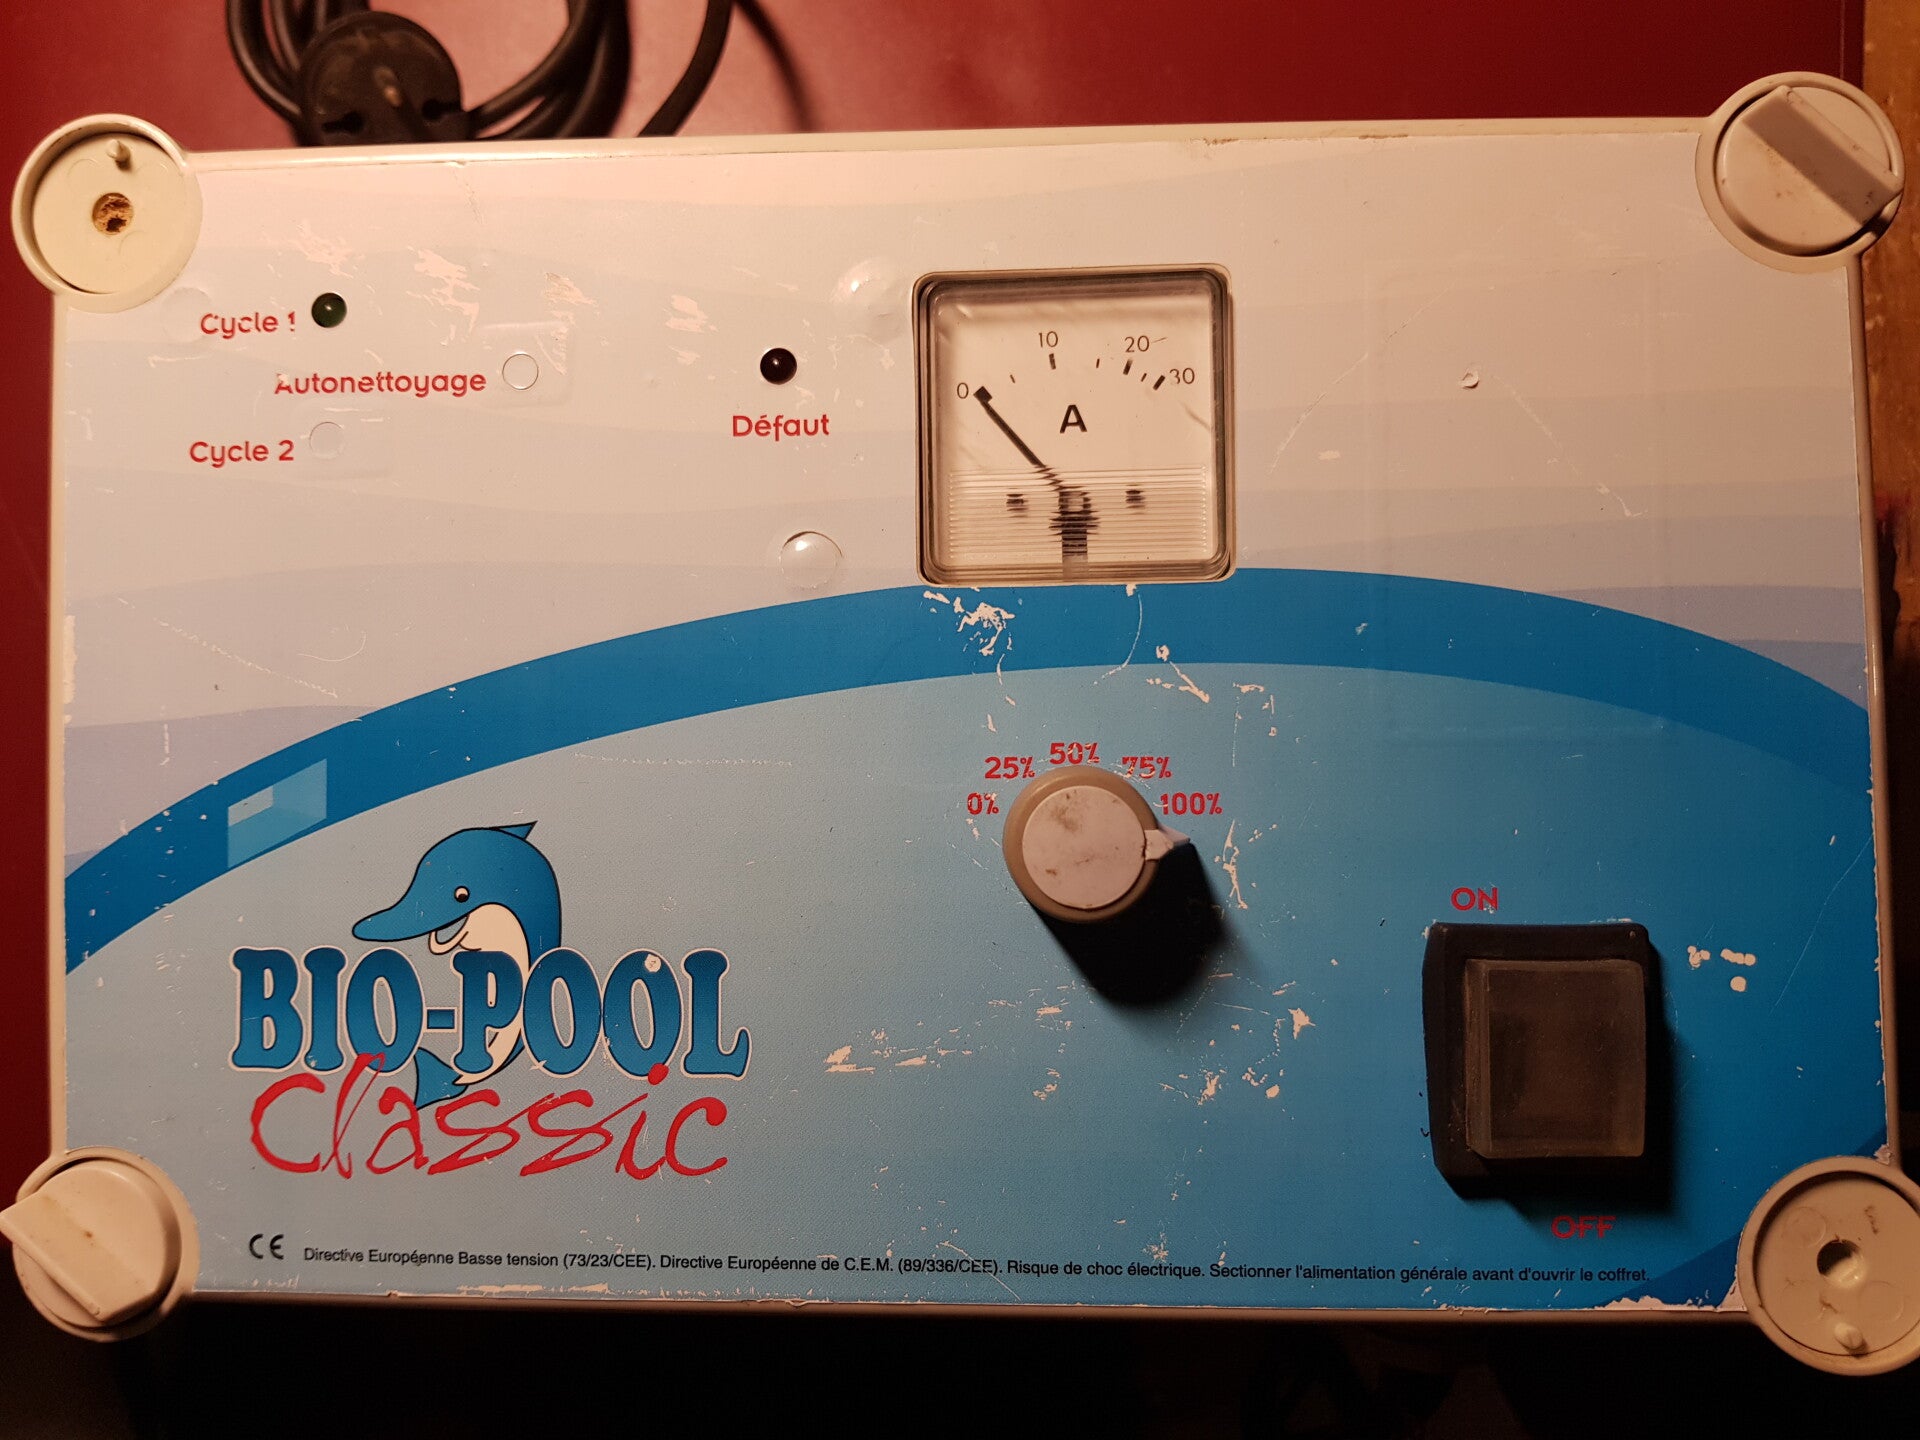 Cycle 1
Autonettoyage
Cycle 2
Défaut
0 10 20 30
A
0% 25% 50% 75% 100%
ON
OFF
BIO-POOL
Classic
CE Directive Européenne Basse tension (73/23/CEE). Directive Européenne de C.E.M. (89/336/CEE). Risque de choc électrique. Sectionner l'alimentation générale avant d'ouvrir le coffret.